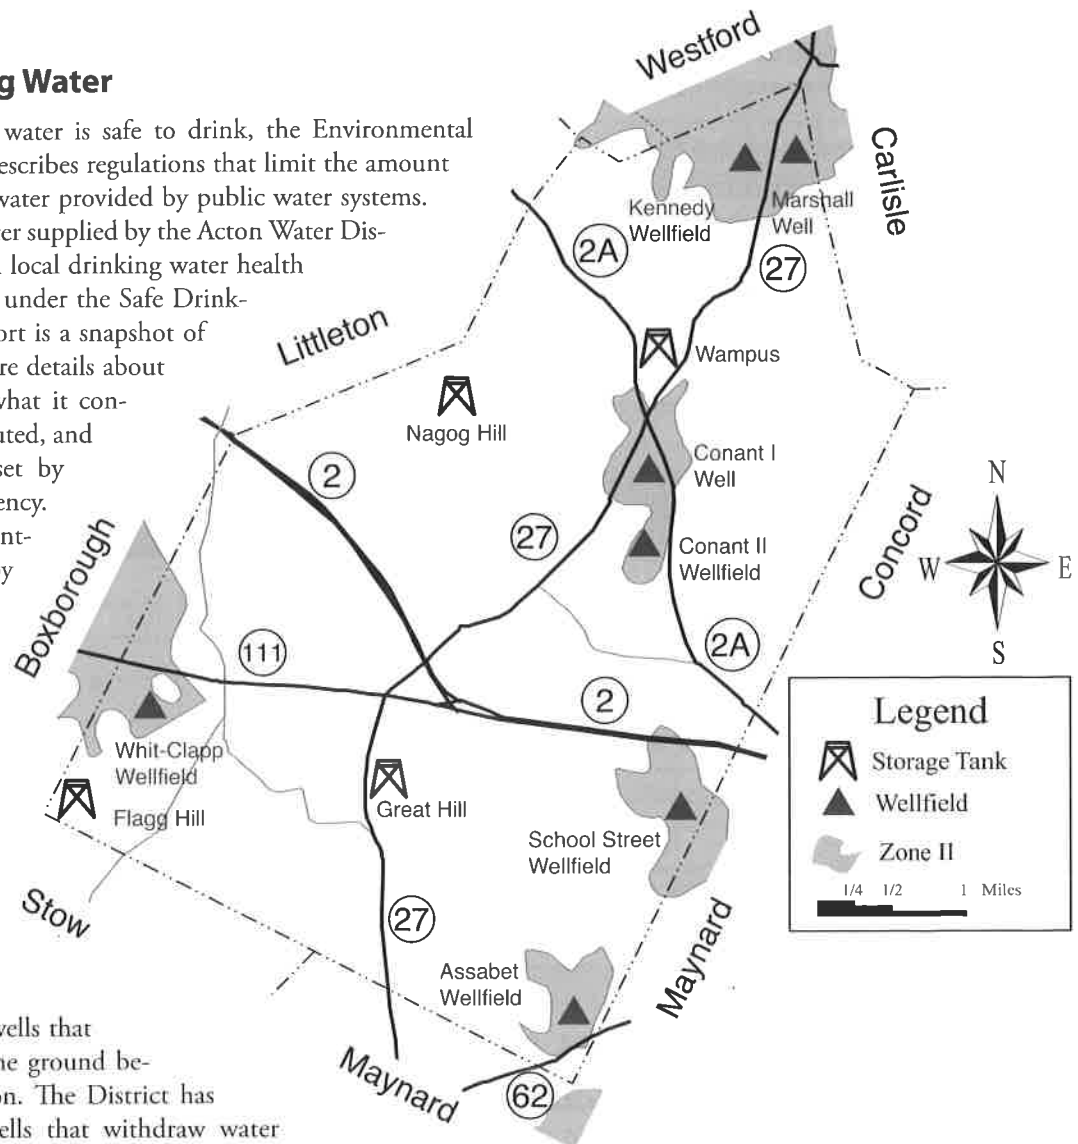 g Water
water is safe to drink, the Environmental
escribes regulations that limit the amount
water provided by public water systems.
er supplied by the Acton Water Dis-
local drinking water health
under the Safe Drink-
ort is a snapshot of
re details about
what it con-
uted, and
set by
ency.
nt-
by
vells that
ne ground be-
on. The District has
ells that withdraw water
Westford
Carlisle
Kennedy
Wellfield
Marshall
Well
2A
27
Littleton
Wampus
Nagog Hill
Conant I
Well
2
27
Conant II
Wellfield
Concord
N
W E
S
Boxborough
111
2A
2
Whit-Clapp
Wellfield
Flagg Hill
Great Hill
School Street
Wellfield
Stow
27
Assabet
Wellfield
Maynard
Maynard
62
Legend
Storage Tank
Wellfield
Zone II
1/4 1/2 1 Miles